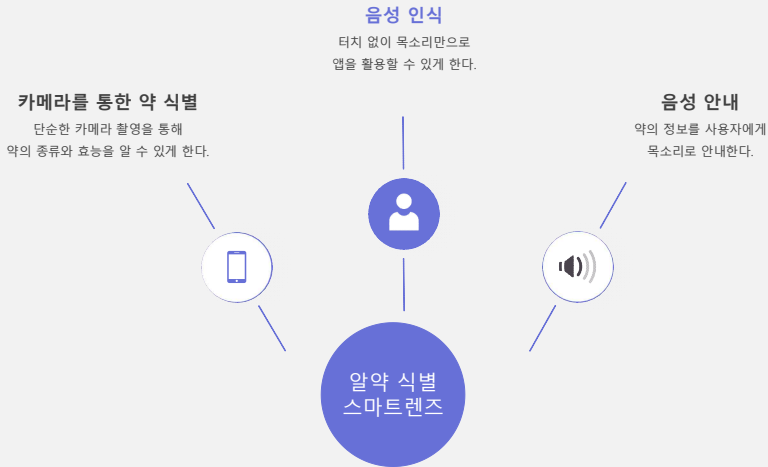 음성 인식
터치 없이 목소리만으로
앱을 활용할 수 있게 한다.
카메라를 통한 약 식별
단순한 카메라 촬영을 통해
약의 종류와 효능을 알 수 있게 한다.
음성 안내
약의 정보를 사용자에게
목소리로 안내한다.
알약 식별
스마트렌즈